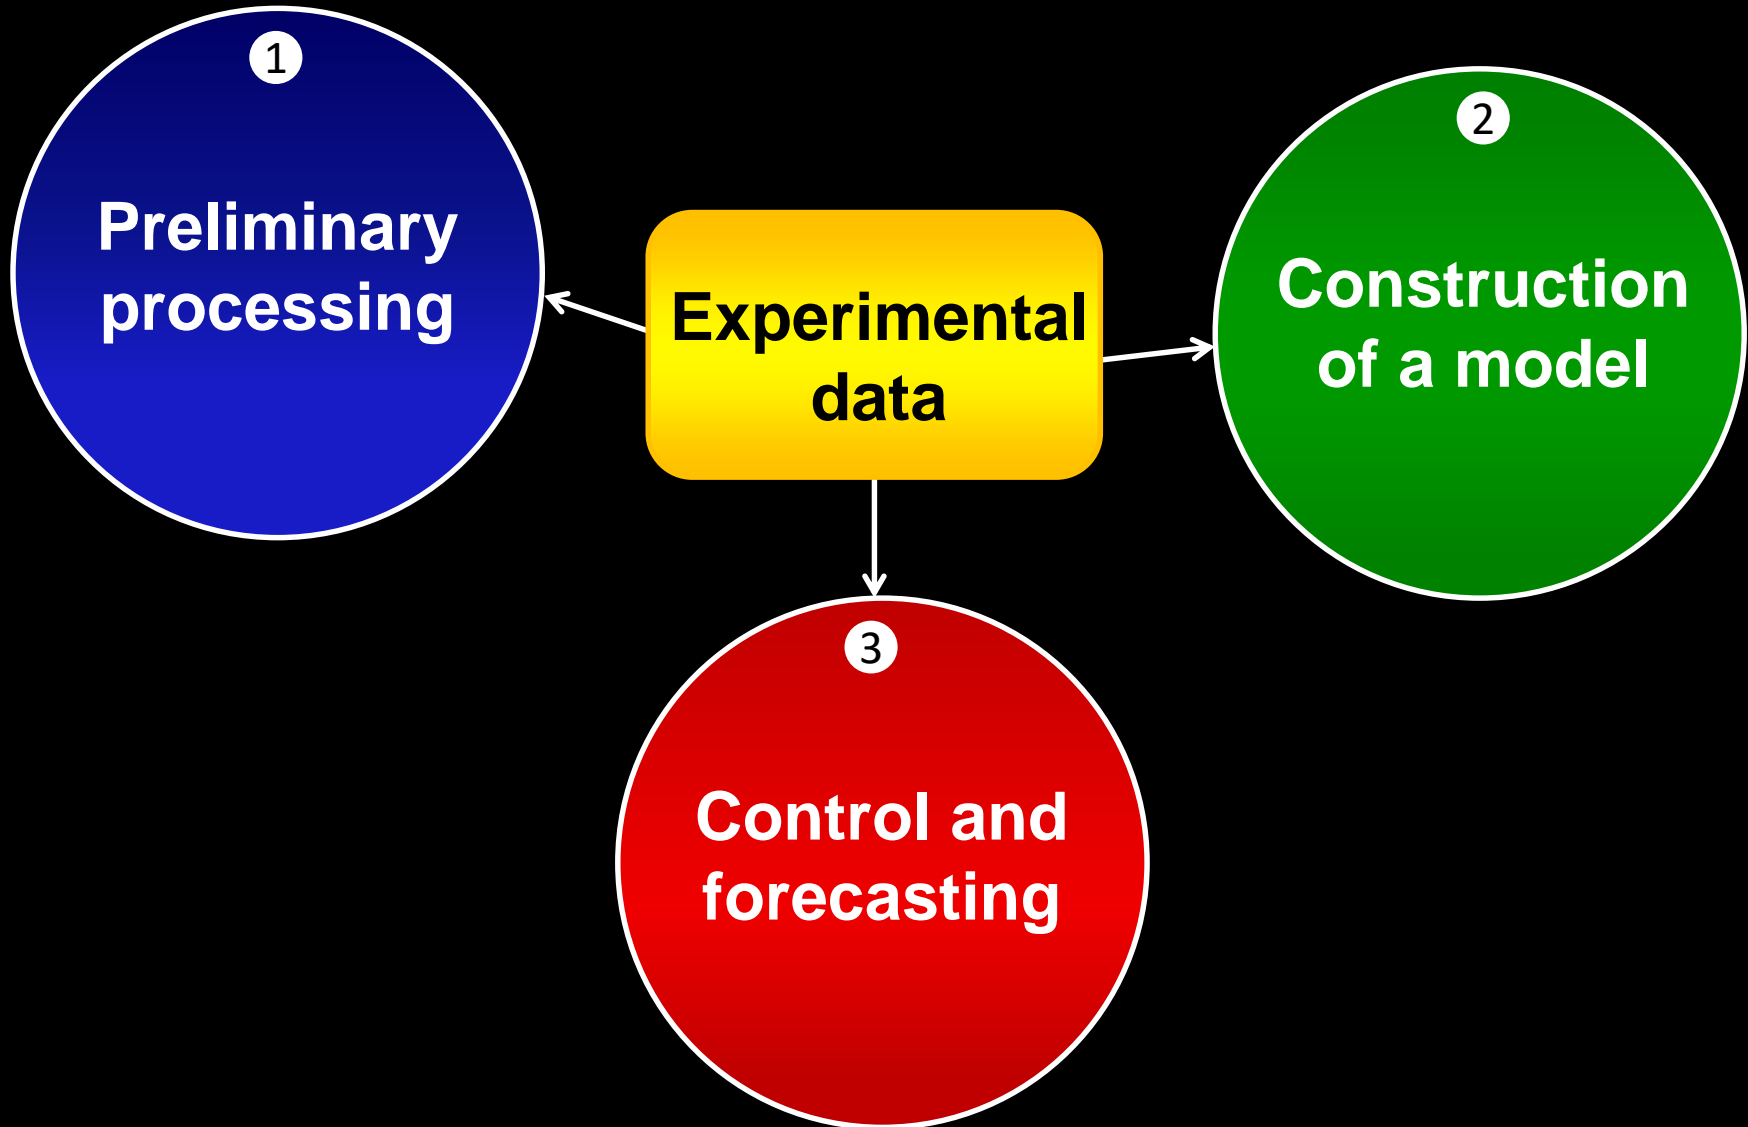 1
Preliminary
processing
2
Construction
of a model
Experimental
data
3
Control and
forecasting